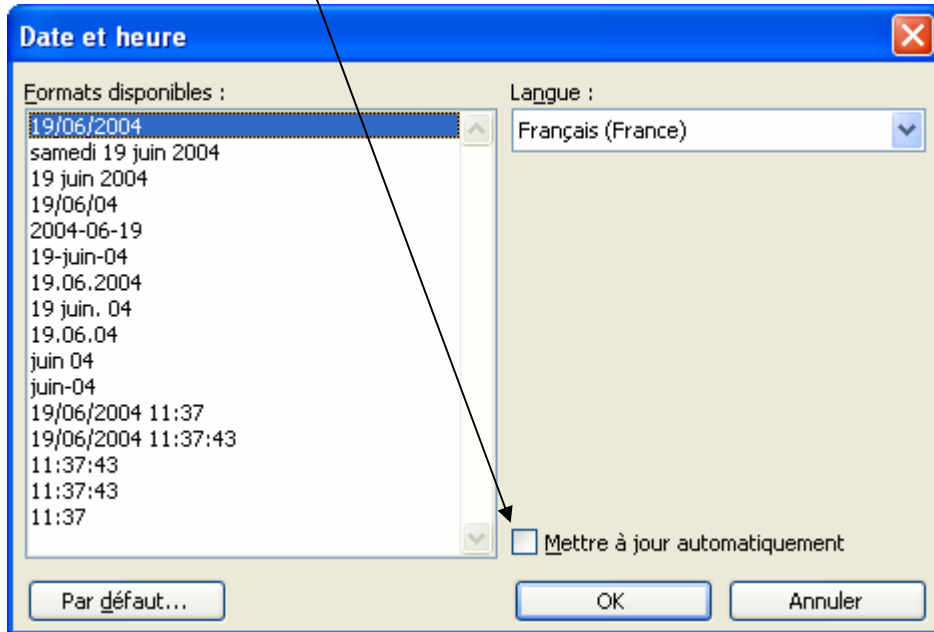 Date et heure
Formats disponibles :
Langue :
19/06/2004
Français (France)
samedi 19 juin 2004
19 juin 2004
19/06/04
2004-06-19
19-juin-04
19.06.2004
19 juin. 04
19.06.04
juin 04
juin-04
19/06/2004 11:37
19/06/2004 11:37:43
11:37:43
11:37:43
11:37
Mettre à jour automatiquement
Par défaut...
OK
Annuler